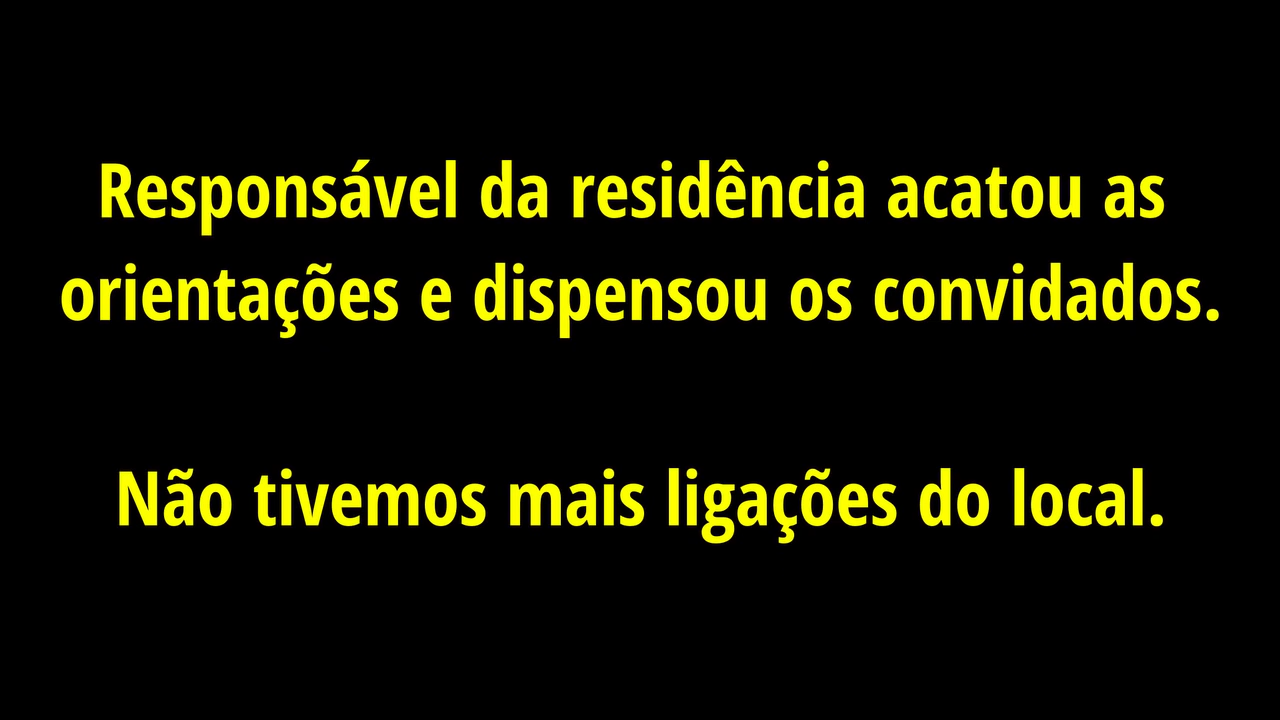 Responsável da residência acatou as
orientações e dispensou os convidados.
Não tivemos mais ligações do local.